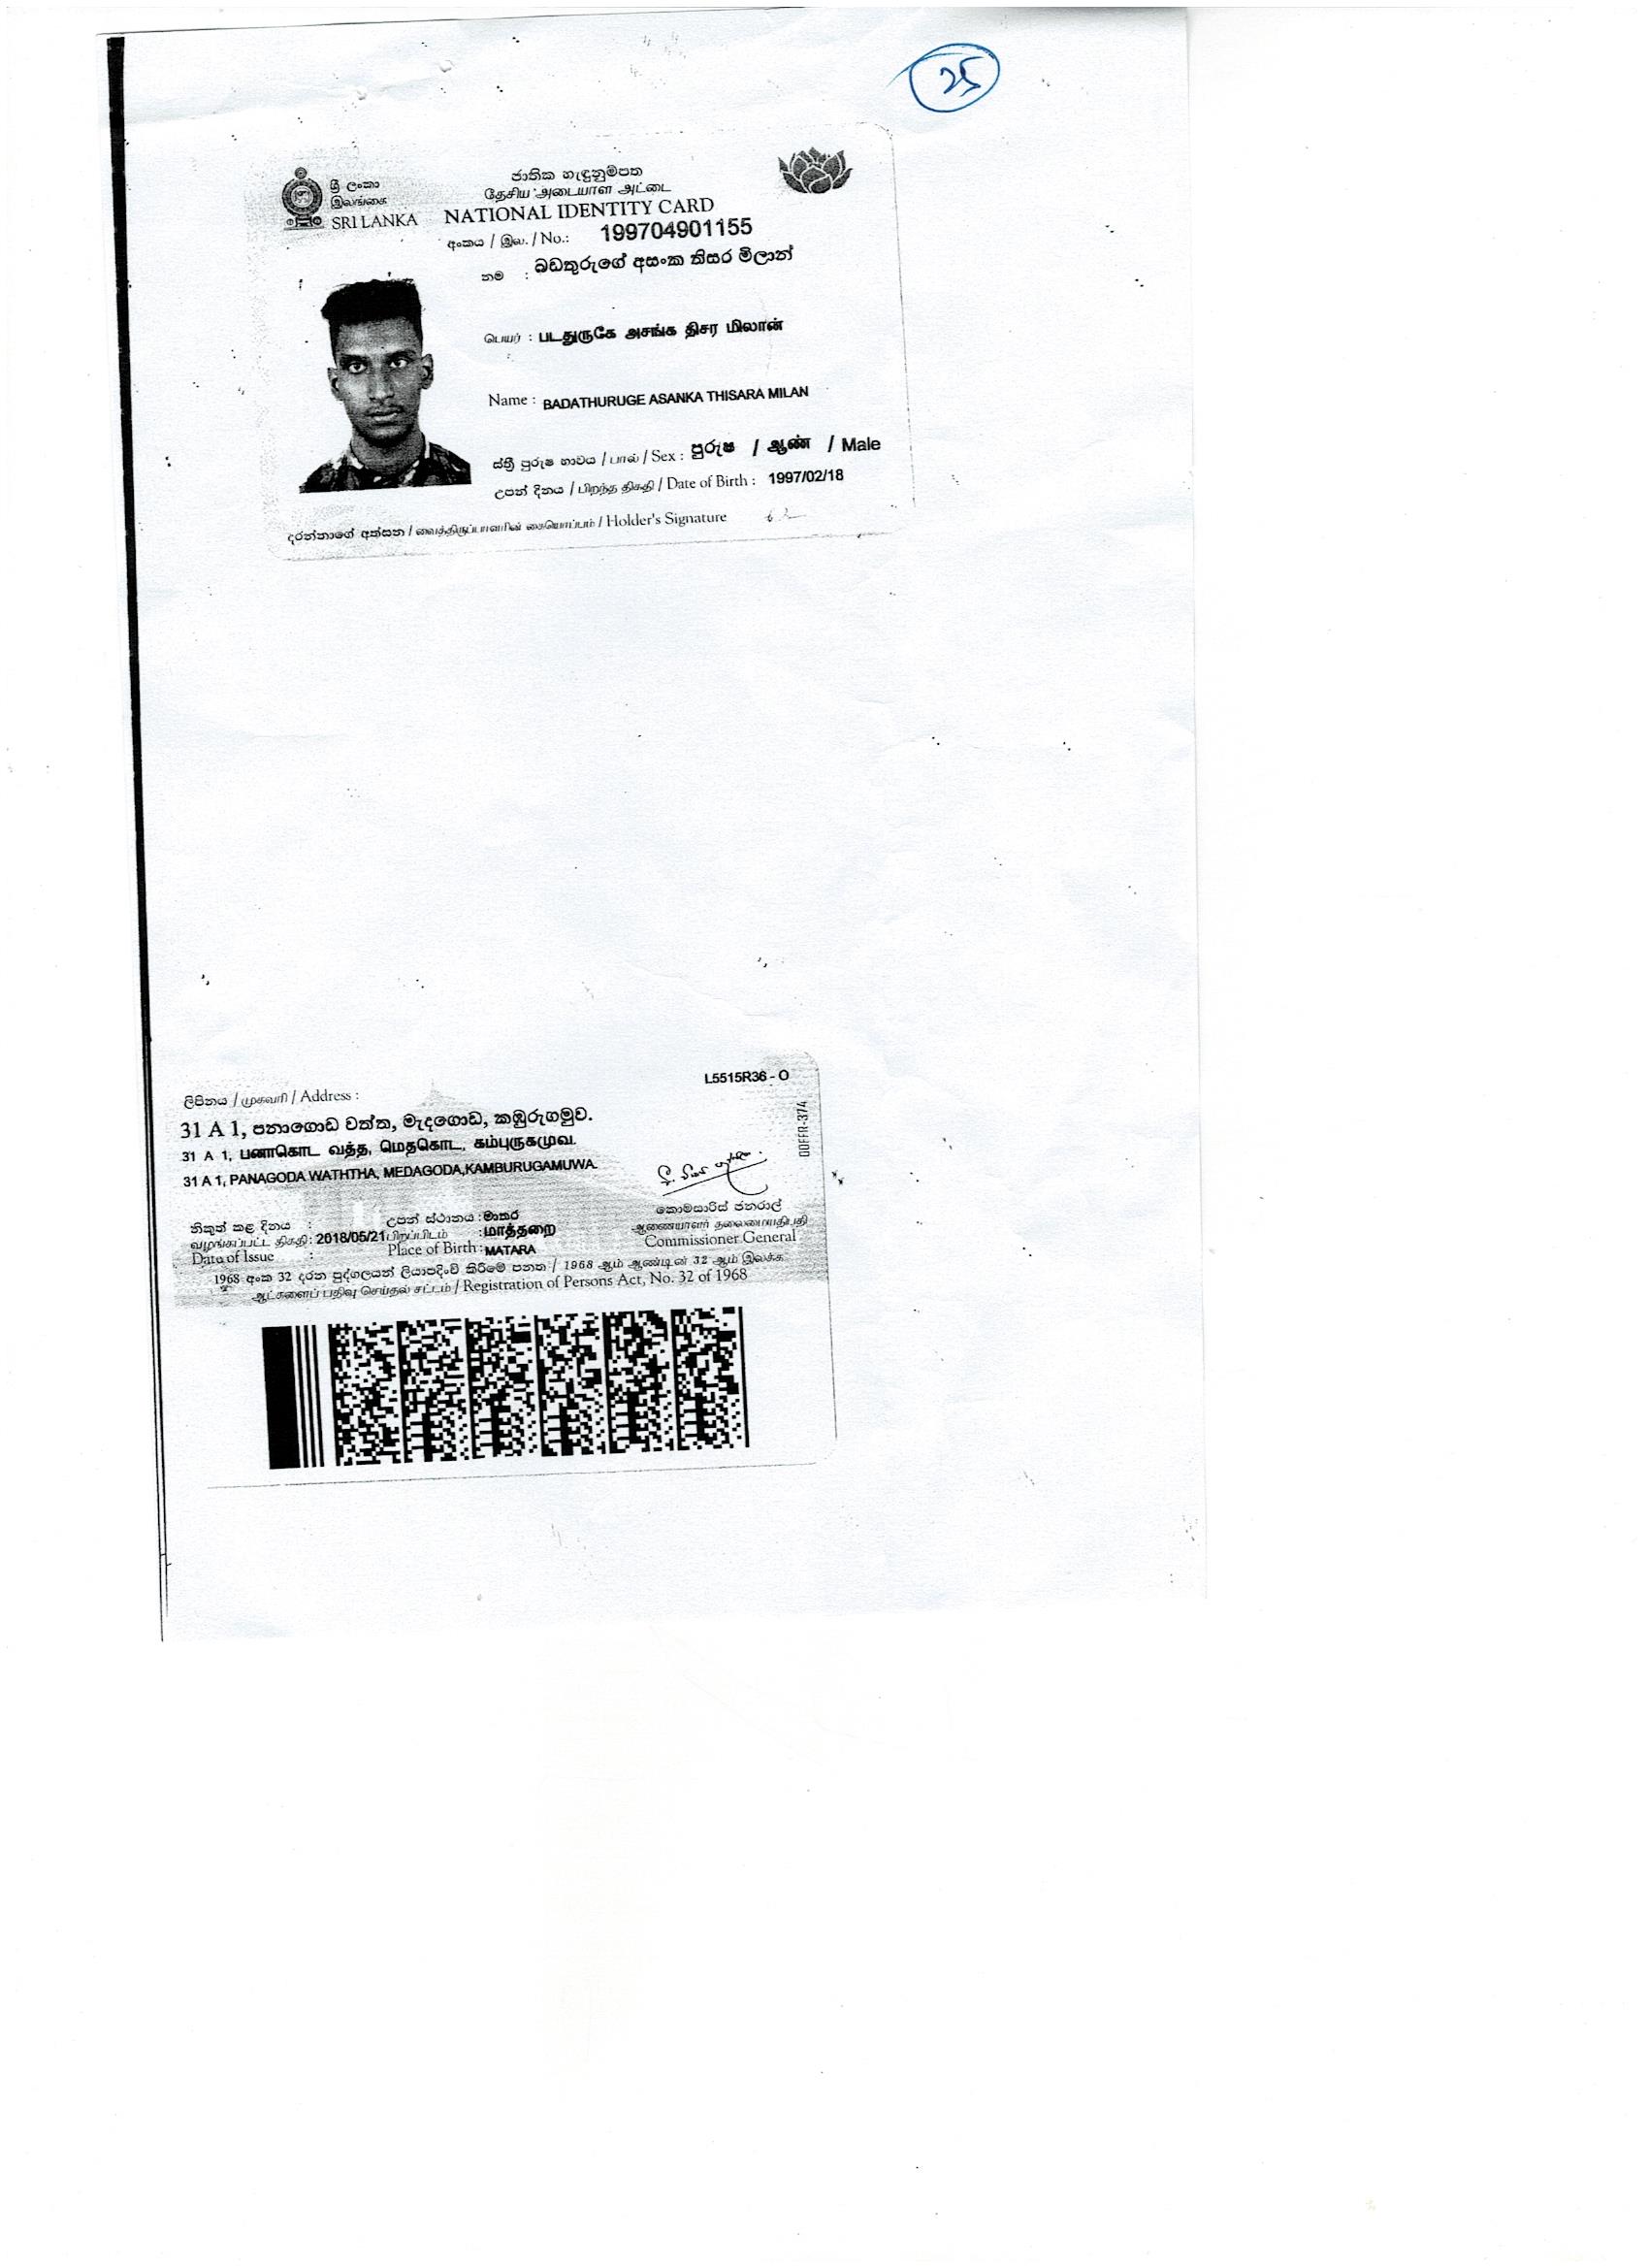 25
ශ්‍රී ලංකා
இலங்கை
SRI LANKA
ජාතික හැඳුනුම්පත
தேசிய அடையாள அட்டை
NATIONAL IDENTITY CARD
අංකය / இல. / No.: 199704901155
නම : බඩතුරුගේ අසංක තිසර මිලාන්
பெயர் : படதுருகே அசங்க திசர மிலான்
Name : BADATHURUGE ASANKA THISARA MILAN
ස්ත්‍රී පුරුෂ භාවය / பால் / Sex : පුරුෂ / ஆண் / Male
උපන් දිනය / பிறந்த திகதி / Date of Birth : 1997/02/18
දරන්නාගේ අත්සන / வைத்திருப்பவரின் கையொப்பம் / Holder's Signature
L5515R36 - O
00FFR-374
ලිපිනය / முகவரி / Address :
31 A 1, පනාගොඩ වත්ත, මැදගොඩ, කඹුරුගමුව.
31 A 1, பனாகொட வத்த, மெதகொட, கம்புருகமுவ.
31 A 1, PANAGODA WATHTHA, MEDAGODA,KAMBURUGAMUWA.
නිකුත් කළ දිනය : උපන් ස්ථානය : මාතර
வழங்கப்பட்ட திகதி : 2018/05/21 பிறப்பிடம் : மாத்தறை
Date of Issue : Place of Birth : MATARA
කොමසාරිස් ජනරාල්
ஆணையாளர் தலைமையதிபதி
Commissioner General
1968 අංක 32 දරන පුද්ගලයන් ලියාපදිංචි කිරීමේ පනත / 1968 ஆம் ஆண்டின் 32 ஆம் இலக்க
ஆட்களைப் பதிவு செய்தல் சட்டம் / Registration of Persons Act, No. 32 of 1968